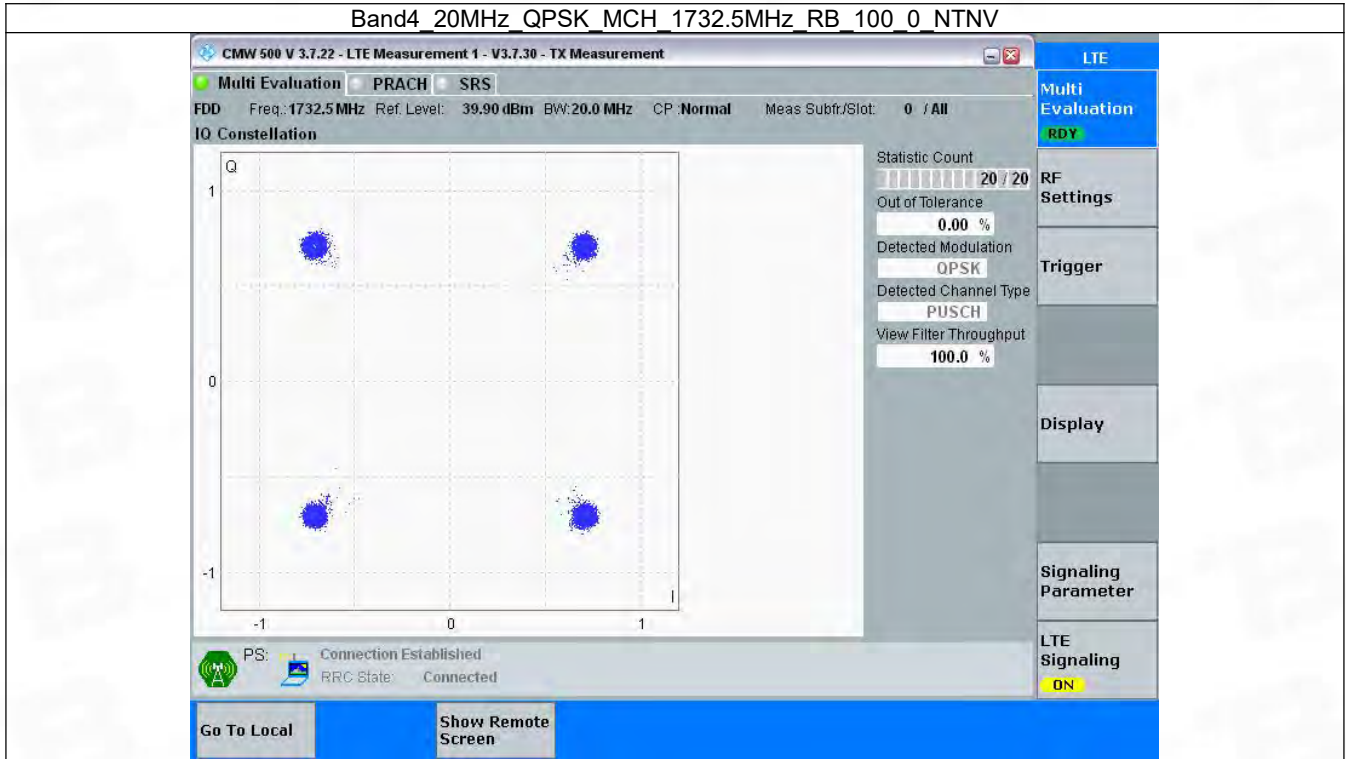 Band4_20MHz_QPSK_MCH_1732.5MHz_RB_100_0_NTNV
CMW 500 V 3.7.22 - LTE Measurement 1 - V3.7.30 - TX Measurement
LTE
Multi Evaluation PRACH SRS
Multi
Evaluation
RDY
FDD Freq.:1732.5 MHz Ref. Level: 39.90 dBm BW:20.0 MHz CP :Normal Meas Subfr./Slot: 0 / All
IQ Constellation
Q
1
0
-1
I
-1 0 1
Statistic Count
20 / 20
Out of Tolerance
0.00 %
Detected Modulation
QPSK
Detected Channel Type
PUSCH
View Filter Throughput
100.0 %
RF
Settings
Trigger
Display
Signaling
Parameter
LTE
Signaling
ON
PS: Connection Established
RRC State: Connected
Go To Local
Show Remote
Screen